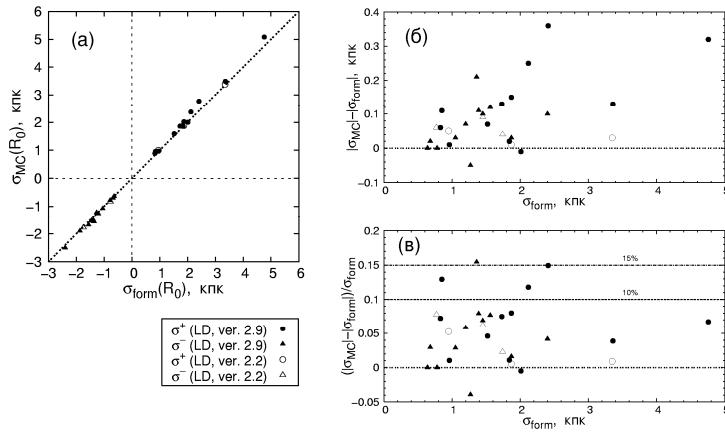 (а)
σMC(R0), кпк
6
5
4
3
2
1
0
−1
−2
−3
−3 −2 −1 0 1 2 3 4 5 6
σform(R0), кпк
σ+ (LD, ver. 2.9)
σ− (LD, ver. 2.9)
σ+ (LD, ver. 2.2)
σ− (LD, ver. 2.2)
(б)
|σMC|−|σform|, кпк
0.4
0.3
0.2
0.1
0
−0.1
0 1 2 3 4 5
σform, кпк
(в)
(|σMC|−|σform|)/σform
0.2
0.15
0.1
0.05
0
−0.05
15%
10%
0 1 2 3 4 5
σform, кпк